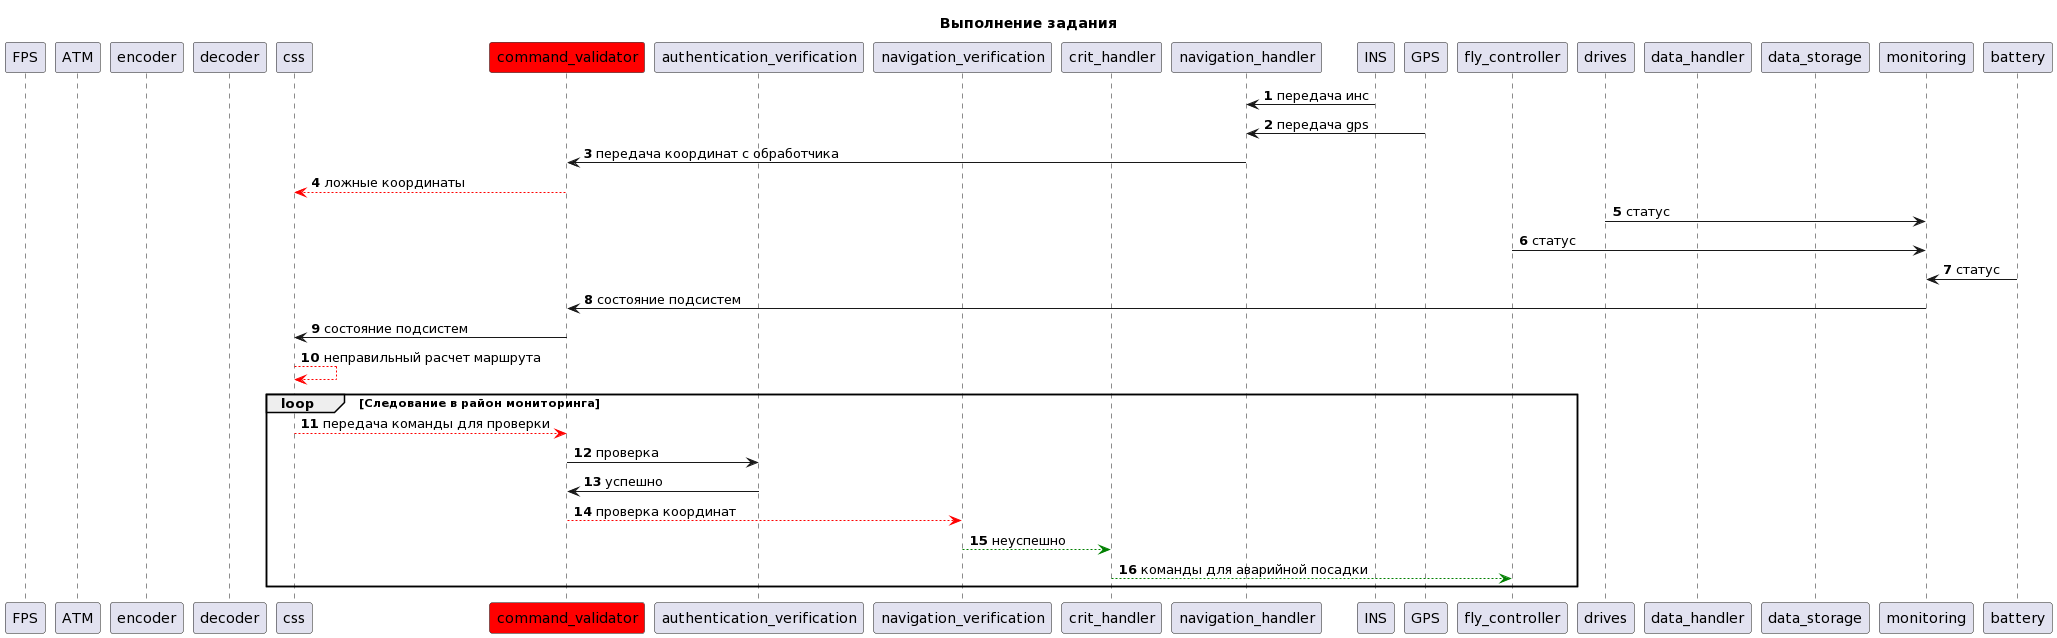 Выполнение задания
FPS ATM encoder decoder css command_validator authentication_verification navigation_verification crit_handler navigation_handler INS GPS fly_controller drives data_handler data_storage monitoring battery
1 передача инс
2 передача gps
3 передача координат с обработчика
4 ложные координаты
5 статус
6 статус
7 статус
8 состояние подсистем
9 состояние подсистем
10 неправильный расчет маршрута
loop [Следование в район мониторинга]
11 передача команды для проверки
12 проверка
13 успешно
14 проверка координат
15 неуспешно
16 команды для аварийной посадки
FPS ATM encoder decoder css command_validator authentication_verification navigation_verification crit_handler navigation_handler INS GPS fly_controller drives data_handler data_storage monitoring battery